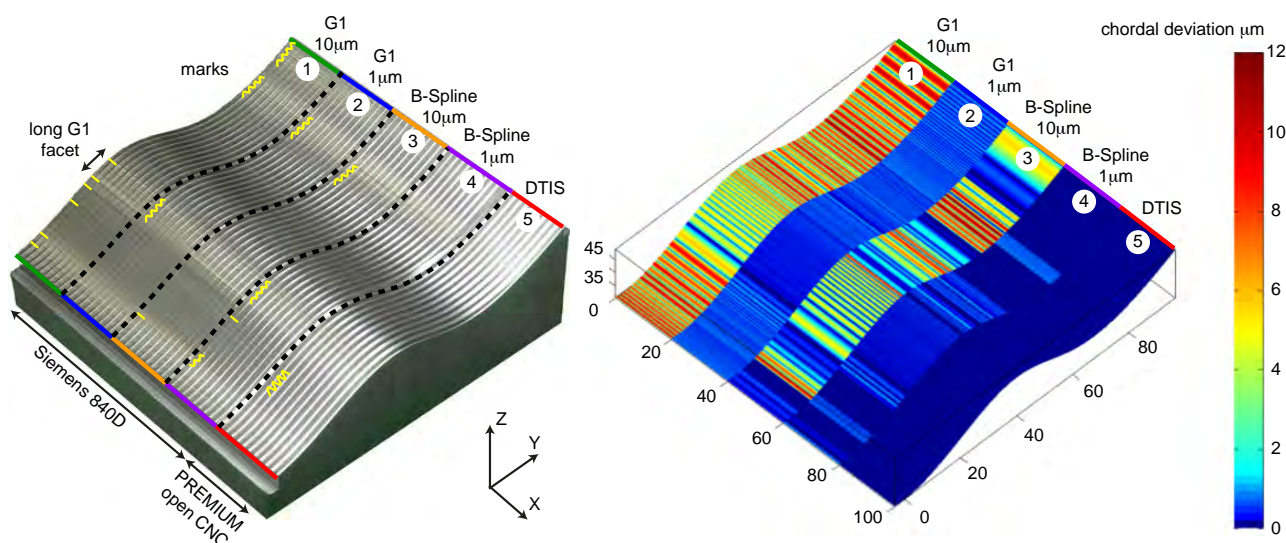 G1
10μm
G1
1μm
B-Spline
10μm
B-Spline
1μm
DTIS
marks
long G1
facet
1
2
3
4
5
Siemens 840D
PREMIUM
open CNC
Z
Y
X
G1
10μm
G1
1μm
B-Spline
10μm
B-Spline
1μm
DTIS
1
2
3
4
5
45
35
0
20
40
60
80
100
0
20
40
60
80
chordal deviation μm
12
10
8
6
4
2
0